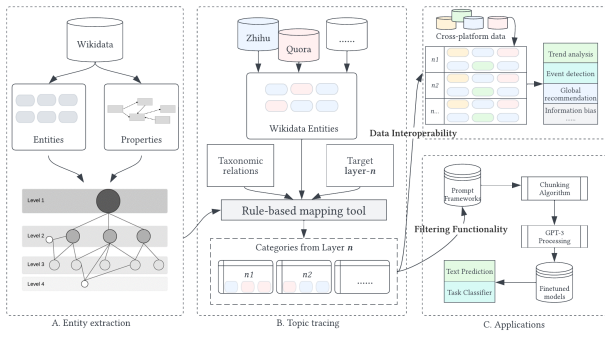 Wikidata
Entities
Properties
Level 1
Level 2
Level 3
Level 4
A. Entity extraction
Zhihu
Quora
......
Wikidata Entities
Taxonomic
relations
Target
layer-n
Rule-based mapping tool
Categories from Layer n
n1
n2
......
B. Topic tracing
Data Interoperability
Filtering Functionality
Cross-platform data
n1
n2
n...
Trend analysis
Event detection
Global
recommendation
Information bias
.....
Prompt
Frameworks
Chunking
Algorithm
GPT-3
Processing
Finetuned
models
Text Prediction
Task Classifier
C. Applications